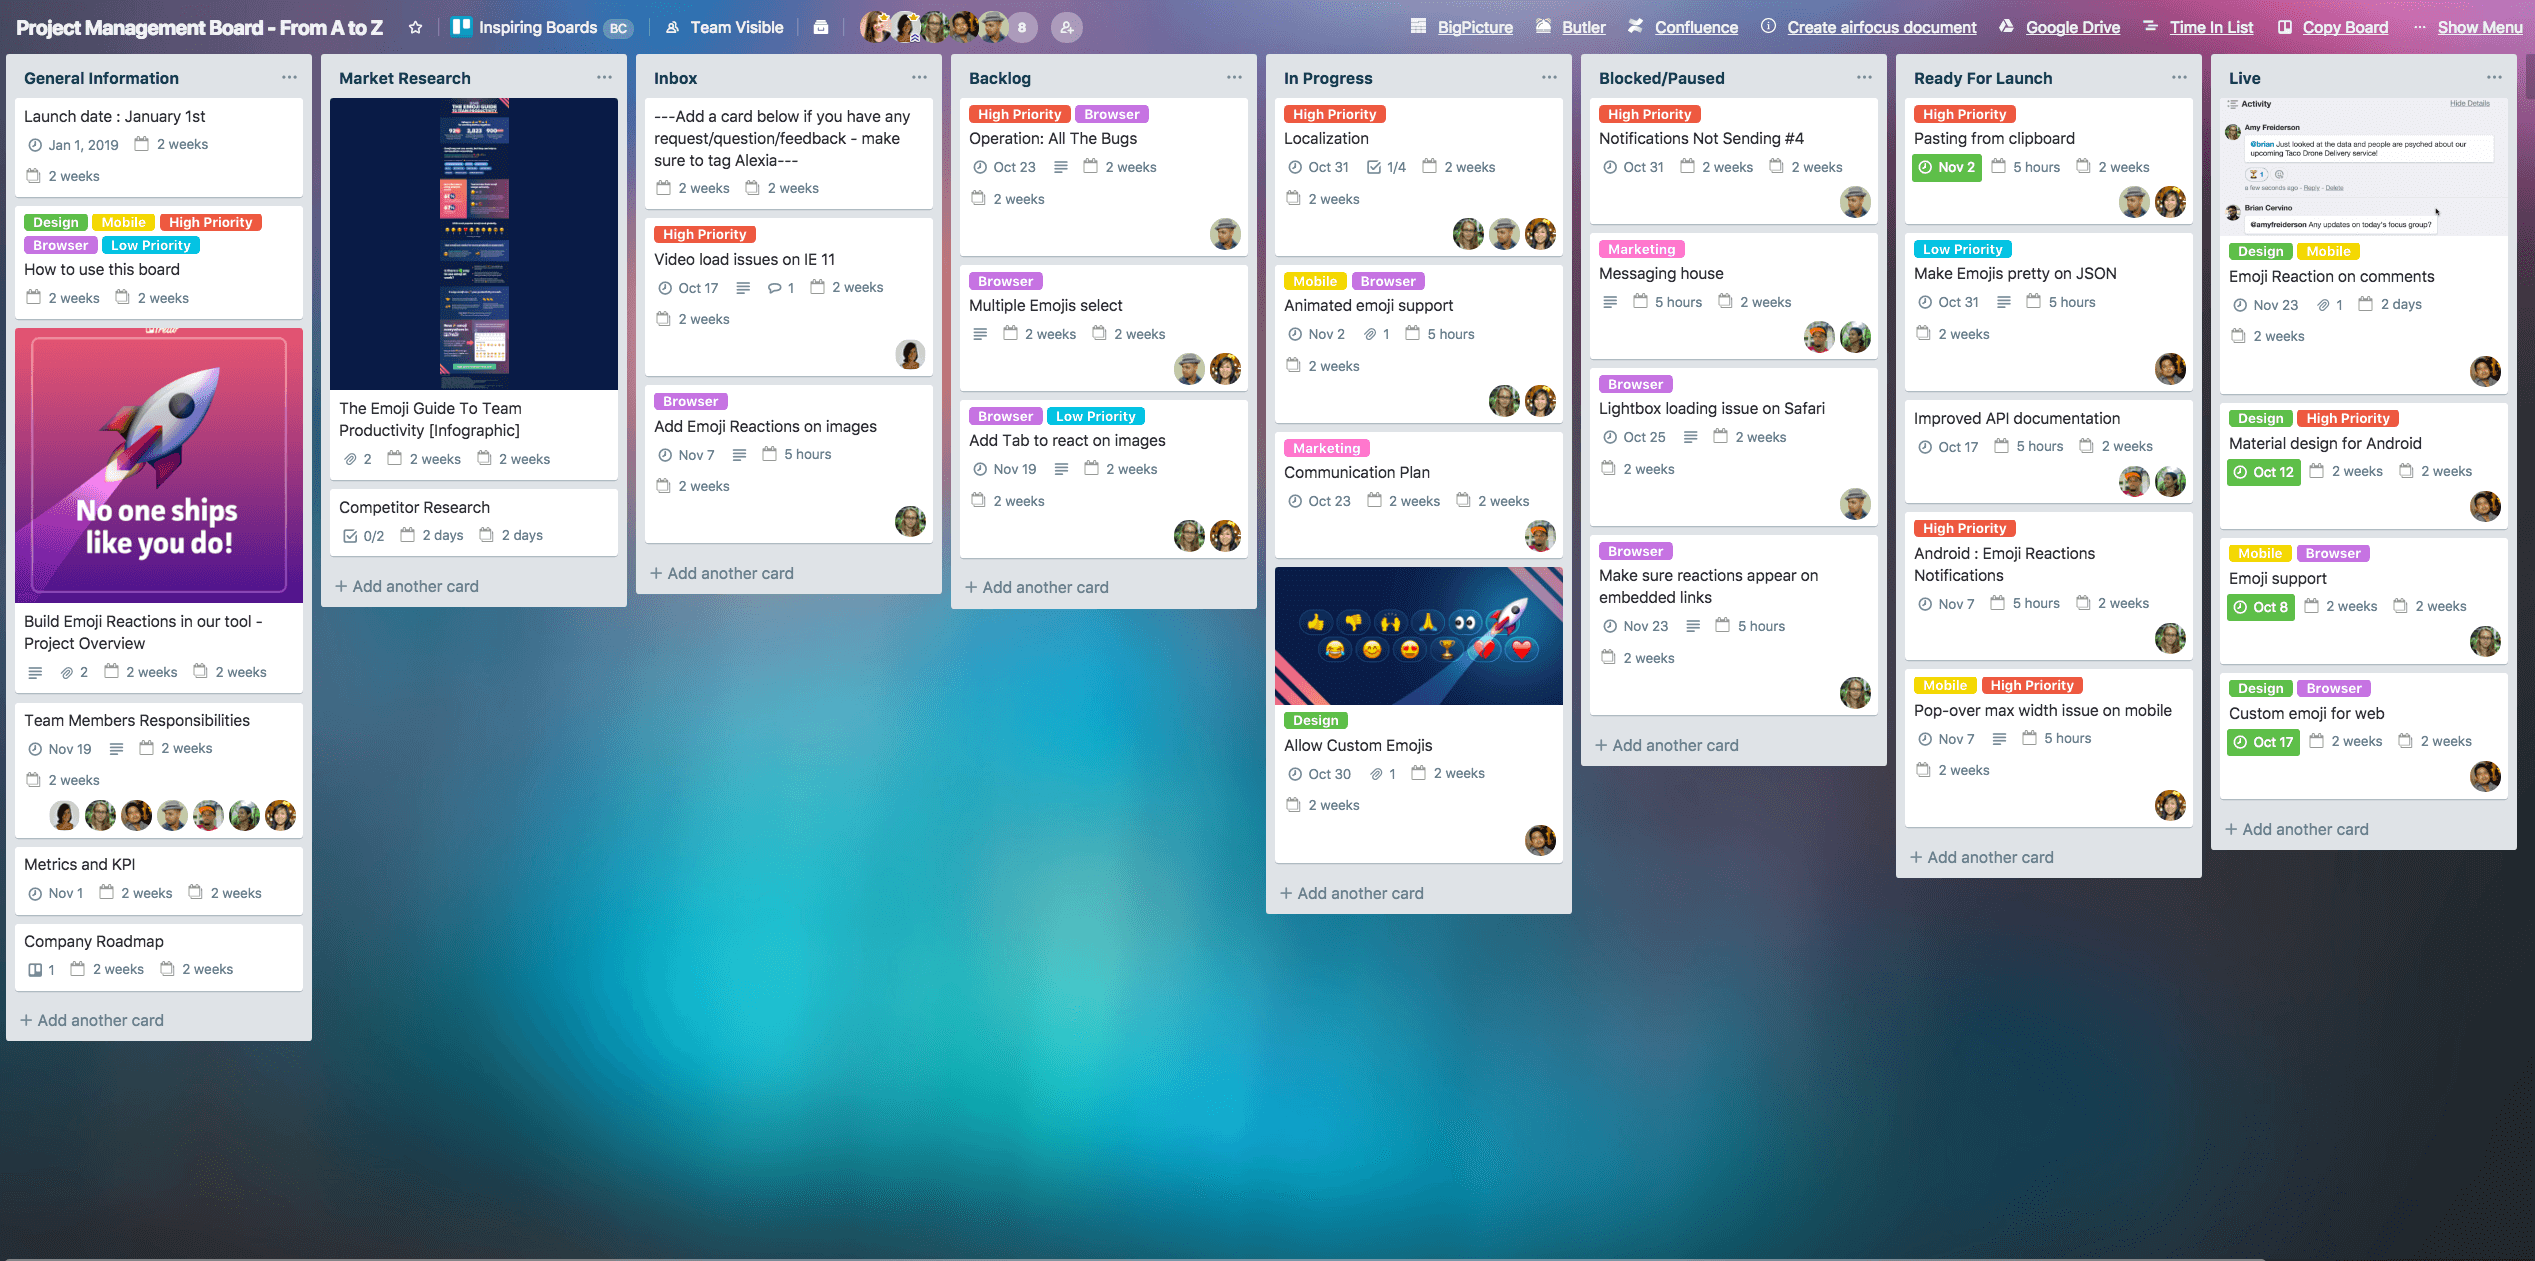 Project Management Board - From A to Z
Inspiring Boards BC
Team Visible
8
BigPicture
Butler
Confluence
Create airfocus document
Google Drive
Time In List
Copy Board
Show Menu
General Information
Launch date : January 1st
Jan 1, 2019 2 weeks
2 weeks
Design Mobile High Priority
Browser Low Priority
How to use this board
2 weeks 2 weeks
No one ships
like you do!
Build Emoji Reactions in our tool -
Project Overview
2 2 weeks 2 weeks
Team Members Responsibilities
Nov 19 2 weeks
2 weeks
Metrics and KPI
Nov 1 2 weeks 2 weeks
Company Roadmap
1 2 weeks 2 weeks
+ Add another card
Market Research
THE EMOJI GUIDE
The Emoji Guide To Team
Productivity [Infographic]
2 2 weeks 2 weeks
Competitor Research
0/2 2 days 2 days
+ Add another card
Inbox
---Add a card below if you have any
request/question/feedback - make
sure to tag Alexia---
2 weeks 2 weeks
High Priority
Video load issues on IE 11
Oct 17 1 2 weeks
2 weeks
Browser
Add Emoji Reactions on images
Nov 7 5 hours
2 weeks
+ Add another card
Backlog
High Priority Browser
Operation: All The Bugs
Oct 23 2 weeks
2 weeks
Browser
Multiple Emojis select
2 weeks 2 weeks
Browser Low Priority
Add Tab to react on images
Nov 19 2 weeks
2 weeks
+ Add another card
In Progress
High Priority
Localization
Oct 31 1/4 2 weeks
2 weeks
Mobile Browser
Animated emoji support
Nov 2 1 5 hours
2 weeks
Marketing
Communication Plan
Oct 23 2 weeks 2 weeks
Design
Allow Custom Emojis
Oct 30 1 2 weeks
2 weeks
+ Add another card
Blocked/Paused
High Priority
Notifications Not Sending #4
Oct 31 2 weeks 2 weeks
Marketing
Messaging house
5 hours 2 weeks
Browser
Lightbox loading issue on Safari
Oct 25 2 weeks
2 weeks
Browser
Make sure reactions appear on
embedded links
Nov 23 5 hours
2 weeks
+ Add another card
Ready For Launch
High Priority
Pasting from clipboard
Nov 2 5 hours 2 weeks
Low Priority
Make Emojis pretty on JSON
Oct 31 5 hours
2 weeks
Improved API documentation
Oct 17 5 hours 2 weeks
High Priority
Android : Emoji Reactions
Notifications
Nov 7 5 hours 2 weeks
Mobile High Priority
Pop-over max width issue on mobile
Nov 7 5 hours
2 weeks
+ Add another card
Live
Activity Hide Details
Amy Freiderson
@brian Just looked at the data and people are psyched about our
upcoming Taco Drone Delivery service!
1
a few seconds ago - Reply - Delete
Brian Cervino
@amyfreiderson Any updates on today's focus group?
Design Mobile
Emoji Reaction on comments
Nov 23 1 2 days
2 weeks
Design High Priority
Material design for Android
Oct 12 2 weeks 2 weeks
Mobile Browser
Emoji support
Oct 8 2 weeks 2 weeks
Design Browser
Custom emoji for web
Oct 17 2 weeks 2 weeks
+ Add another card